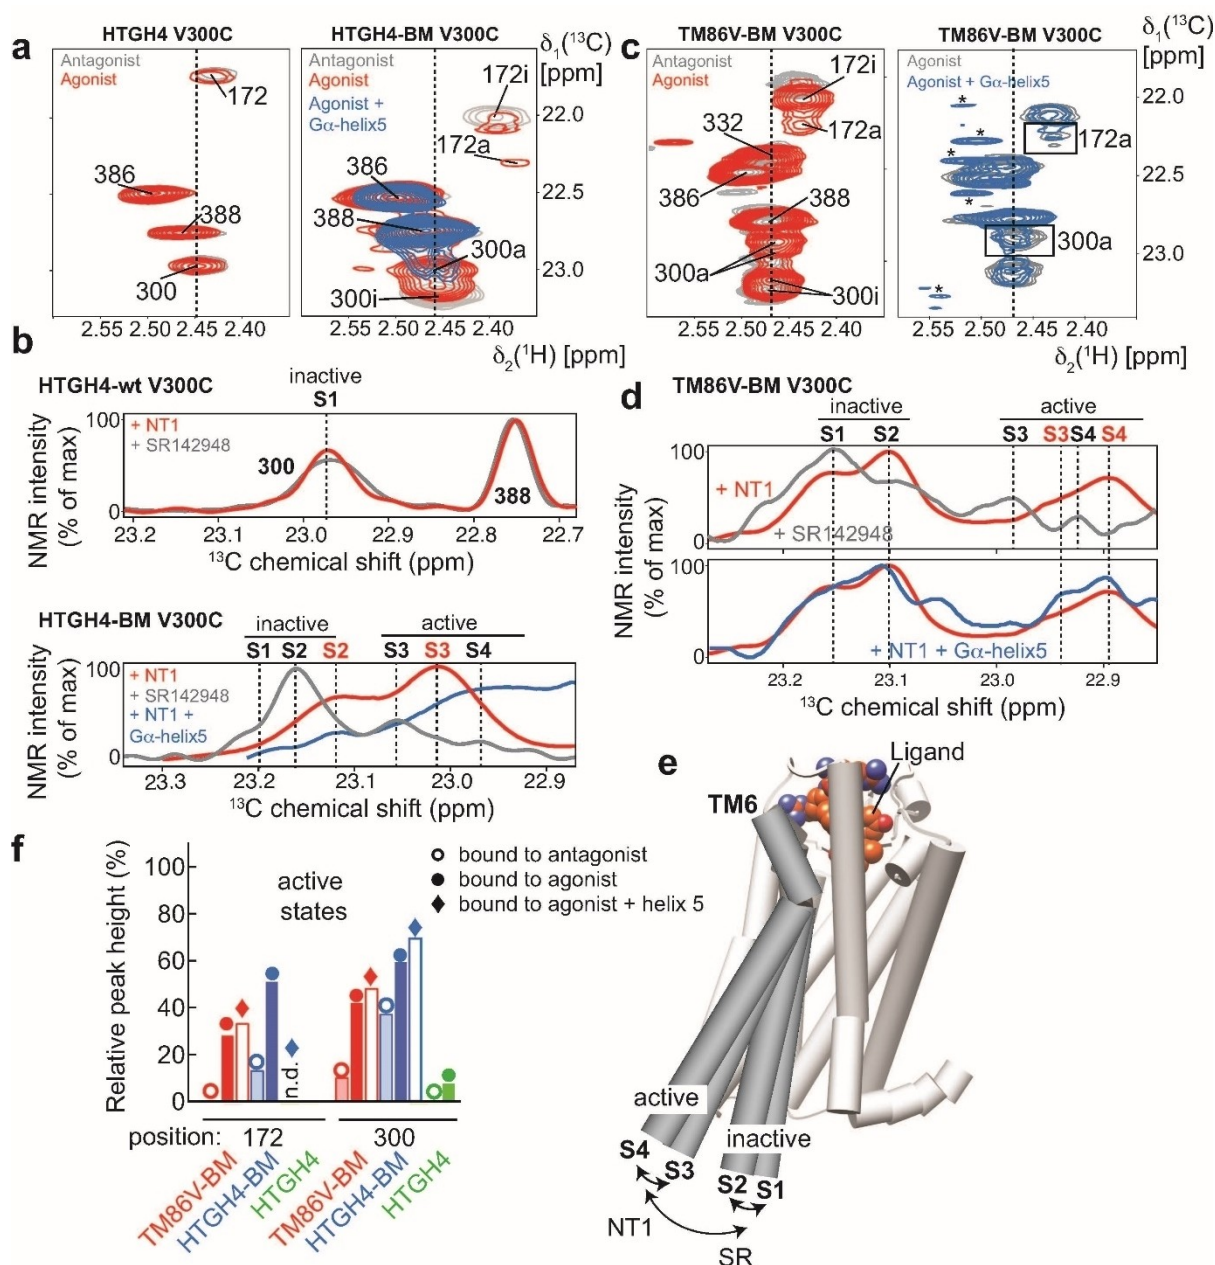 a
HTGH4 V300C
Antagonist
Agonist
172
386
388
300
2.55 2.50 2.45 2.40
HTGH4-BM V300C
Antagonist
Agonist
Agonist +
Gα-helix5
172i
172a
386
388
300a
300i
2.55 2.50 2.45 2.40
δ1(13C)
[ppm]
22.0
22.5
23.0
δ2(1H) [ppm]
c
TM86V-BM V300C
Antagonist
Agonist
172i
332
172a
386
388
300a
300i
2.55 2.50 2.45 2.40
TM86V-BM V300C
Agonist
Agonist + Gα-helix5
*
*
*
172a
*
300a
*
2.55 2.50 2.45 2.40
δ1(13C)
[ppm]
22.0
22.5
23.0
δ2(1H) [ppm]
b
HTGH4-wt V300C
inactive
S1
100
0
+ NT1
+ SR142948
300
388
NMR intensity
(% of max)
23.2 23.1 23.0 22.9 22.8 22.7
13C chemical shift (ppm)
HTGH4-BM V300C
inactive active
S1 S2 S2 S3 S3 S4
100
0
+ NT1
+ SR142948
+ NT1 +
Gα-helix5
NMR intensity
(% of max)
23.3 23.2 23.1 23.0 22.9
13C chemical shift (ppm)
d
TM86V-BM V300C
inactive active
S1 S2 S3 S3 S4 S4
100
0
+ NT1
+ SR142948
100
0
+ NT1 + Gα-helix5
NMR intensity
(% of max)
23.2 23.1 23.0 22.9
13C chemical shift (ppm)
e
Ligand
TM6
active
inactive
S4
S3
S2
S1
NT1
SR
f
Relative peak height (%)
100
80
60
40
20
0
active
states
bound to antagonist
bound to agonist
bound to agonist + helix 5
n.d.
position: 172 300
TM86V-BM
HTGH4-BM
HTGH4
TM86V-BM
HTGH4-BM
HTGH4